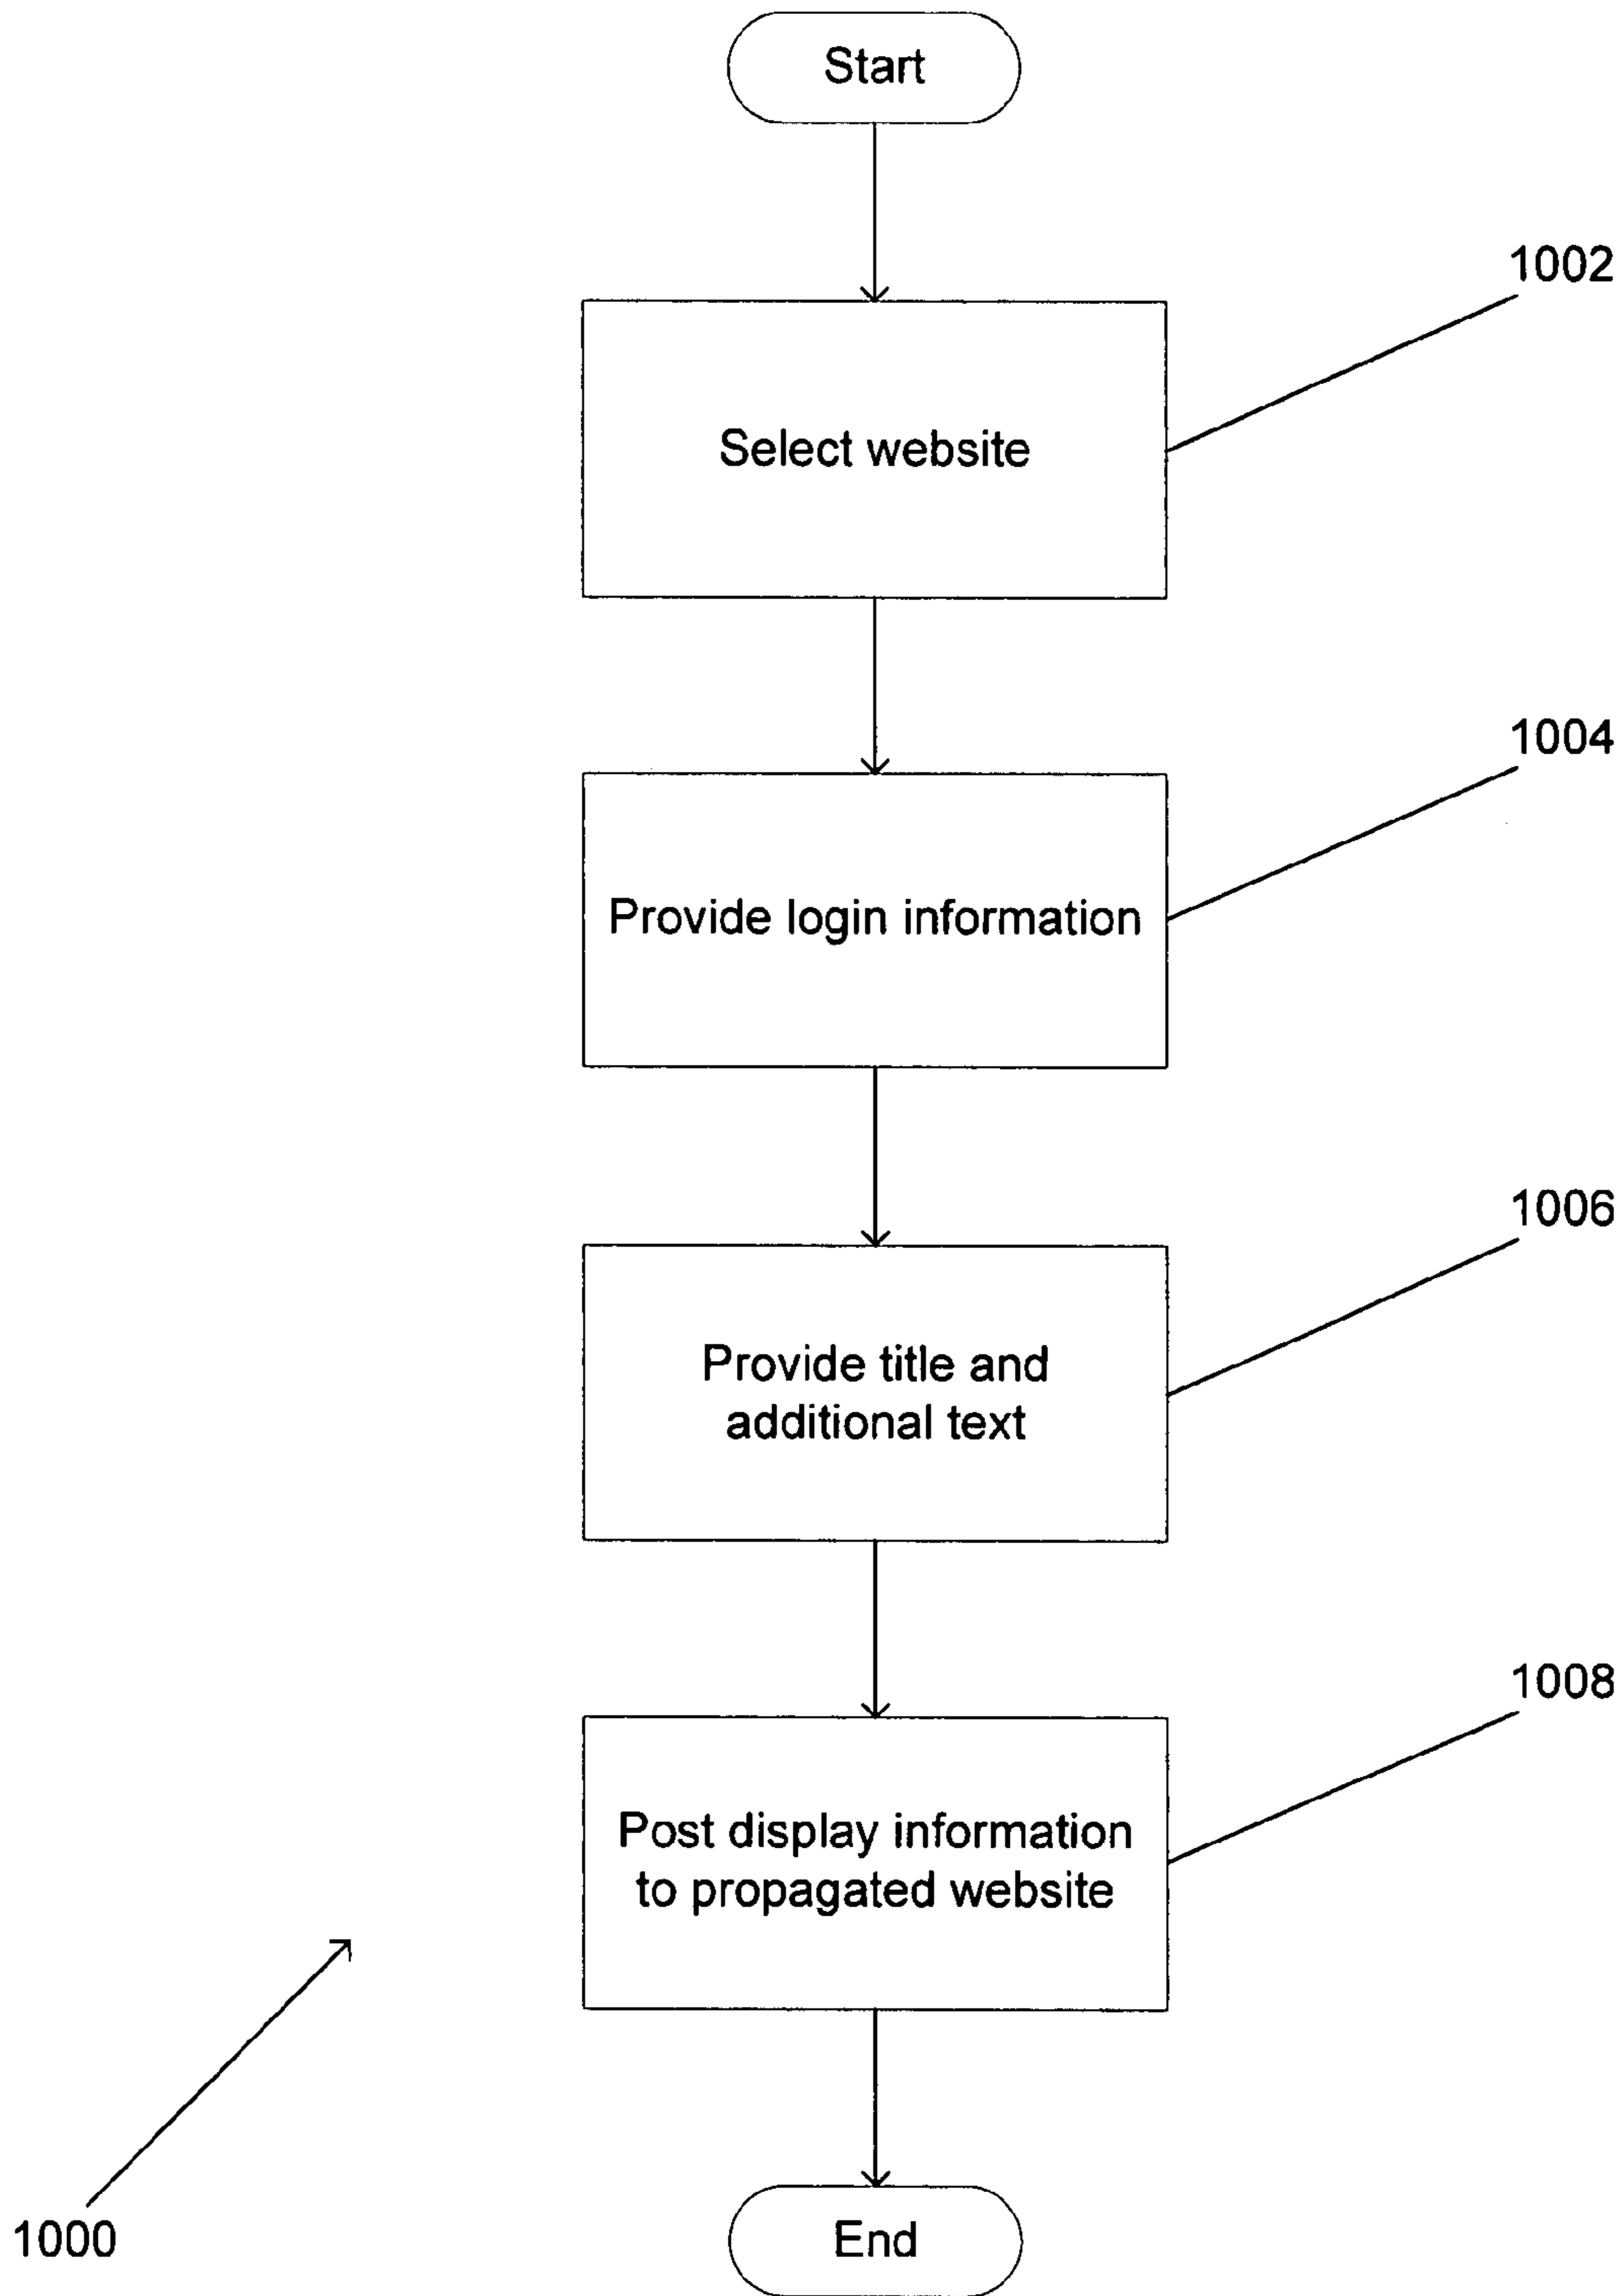 Start
1002
Select website
1004
Provide login information
1006
Provide title and
additional text
1008
Post display information
to propagated website
1000
End